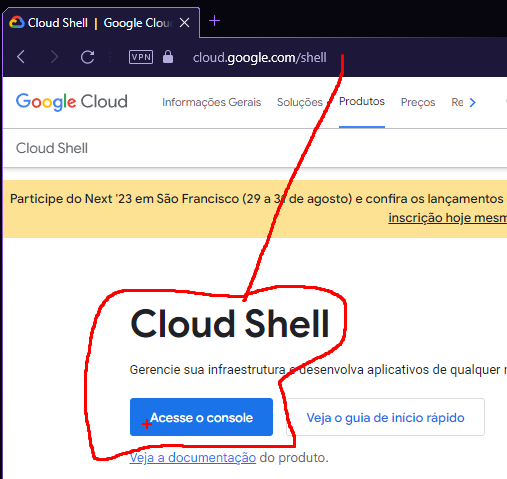 Cloud Shell | Google Clou
VPN
cloud.google.com/shell
Google Cloud
Informações Gerais
Soluções
Produtos
Preços
Re
Cloud Shell
Participe do Next '23 em São Francisco (29 a 31 de agosto) e confira os lançamentos
inscrição hoje mesm
Cloud Shell
Gerencie sua infraestrutura e desenvolva aplicativos de qualquer
Acesse o console
Veja o guia de início rápido
Veja a documentação do produto.